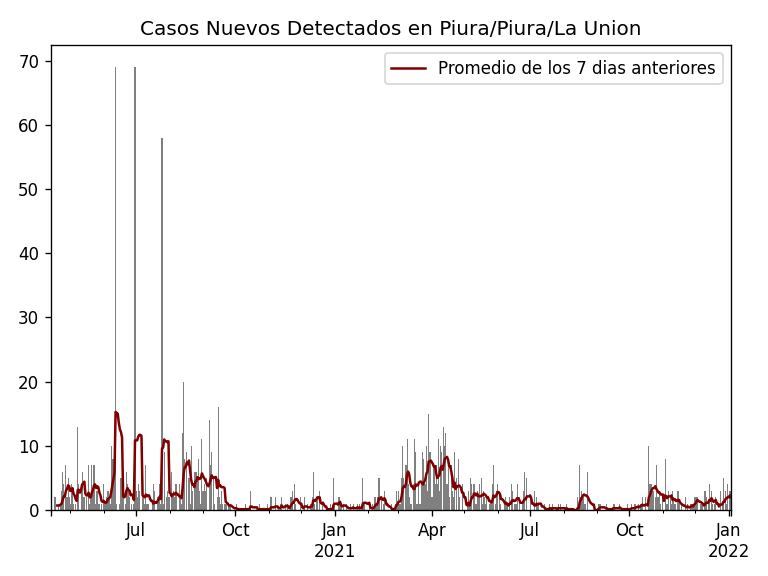 Casos Nuevos Detectados en Piura/Piura/La Union
Promedio de los 7 dias anteriores
70
60
50
40
30
20
10
0
Jul
Oct
Jan
2021
Apr
Jul
Oct
Jan
2022